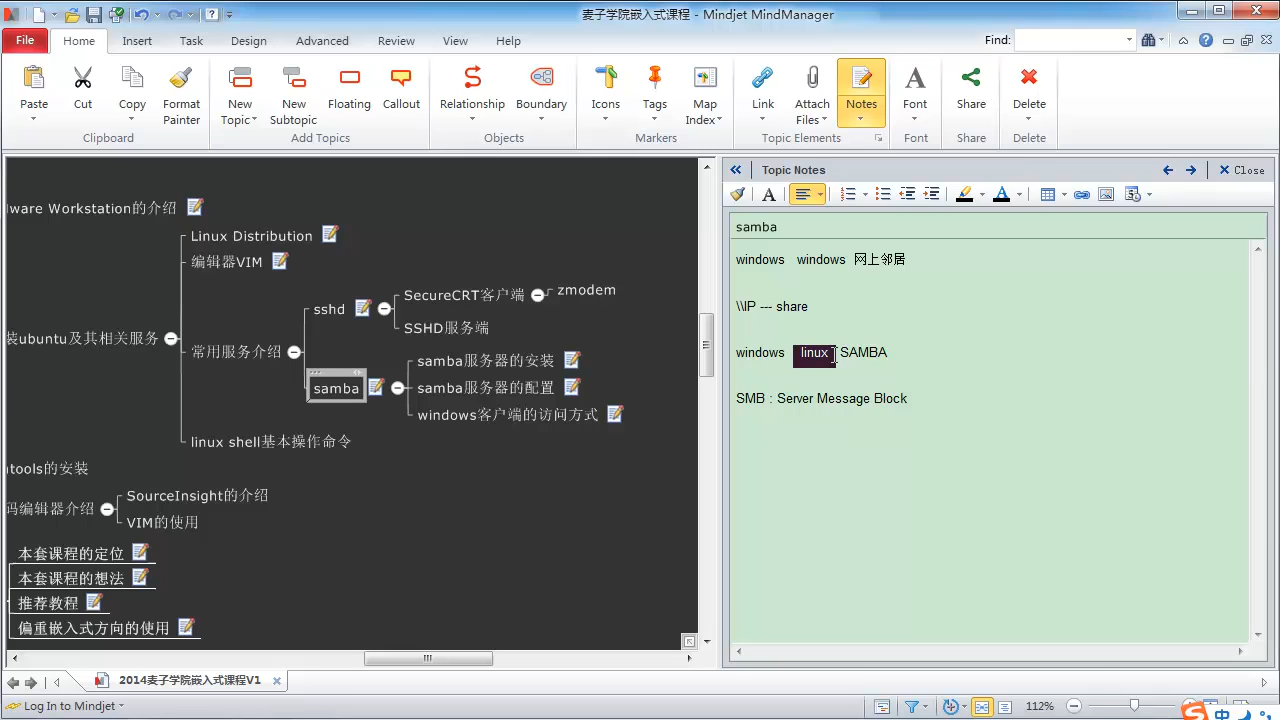 麦子学院嵌入式课程 - Mindjet MindManager
File Home Insert Task Design Advanced Review View Help Find:
Paste Cut Copy Format Painter New Topic New Subtopic Floating Callout Relationship Boundary Icons Tags Map Index Link Attach Files Notes Font Share Delete
Clipboard Add Topics Objects Markers Topic Elements Font Share Delete
Topic Notes Close
lware Workstation的介绍
Linux Distribution
编辑器VIM
装ubuntu及其相关服务
常用服务介绍
sshd
SecureCRT客户端
zmodem
SSHD服务端
samba
samba服务器的安装
samba服务器的配置
windows客户端的访问方式
linux shell基本操作命令
tools的安装
码编辑器介绍
SourceInsight的介绍
VIM的使用
本套课程的定位
本套课程的想法
推荐教程
偏重嵌入式方向的使用
samba
windows windows 网上邻居
\\IP --- share
windows linux SAMBA
SMB : Server Message Block
2014麦子学院嵌入式课程V1
Log In to Mindjet 112% 中